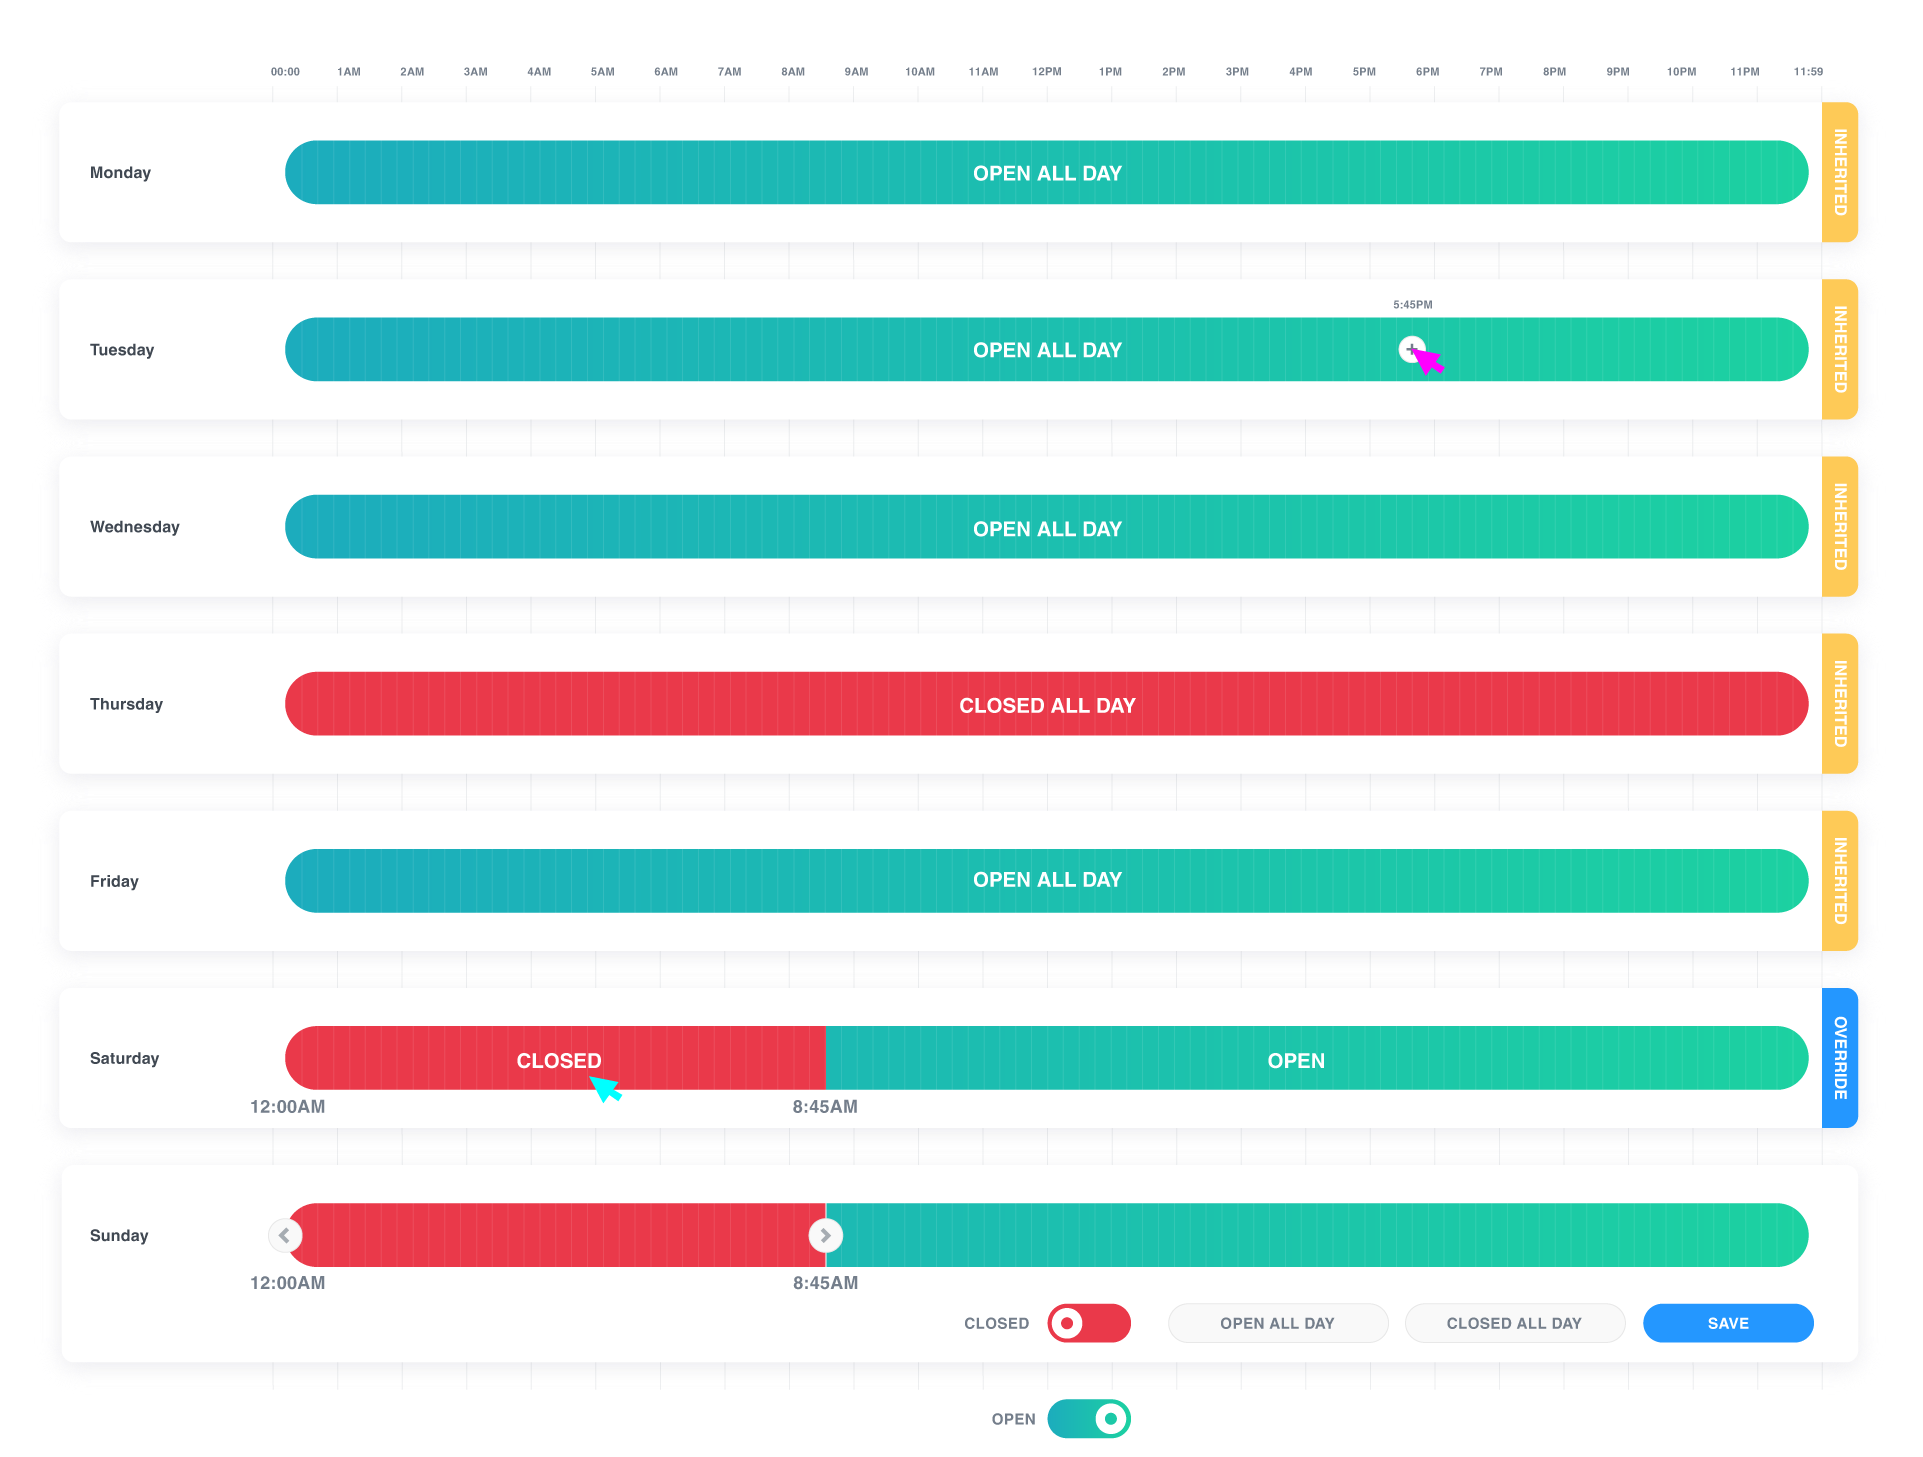 00:00 1AM 2AM 3AM 4AM 5AM 6AM 7AM 8AM 9AM 10AM 11AM 12PM 1PM 2PM 3PM 4PM 5PM 6PM 7PM 8PM 9PM 10PM 11PM 11:59
Monday OPEN ALL DAY INHERITED
5:45PM
Tuesday OPEN ALL DAY INHERITED
Wednesday OPEN ALL DAY INHERITED
Thursday CLOSED ALL DAY INHERITED
Friday OPEN ALL DAY INHERITED
Saturday CLOSED OPEN OVERRIDE
12:00AM 8:45AM
Sunday
12:00AM 8:45AM
CLOSED OPEN ALL DAY CLOSED ALL DAY SAVE
OPEN